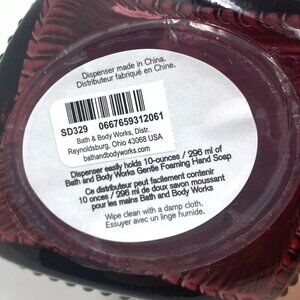 Dispenser made in China.
Distributeur fabriqué en Chine.
SD329 0667659312061
Bath & Body Works, Distr.
Reynoldsburg, Ohio 43068 USA
bathandbodyworks.com
Dispenser easily holds 10-ounces / 296 ml of
Bath and Body Works Gentle Foaming Hand Soap
Ce distributeur peut facilement contenir
10 onces / 296 ml de doux savon moussant
pour les mains Bath and Body Works
Wipe clean with a damp cloth.
Essuyer avec un linge humide.